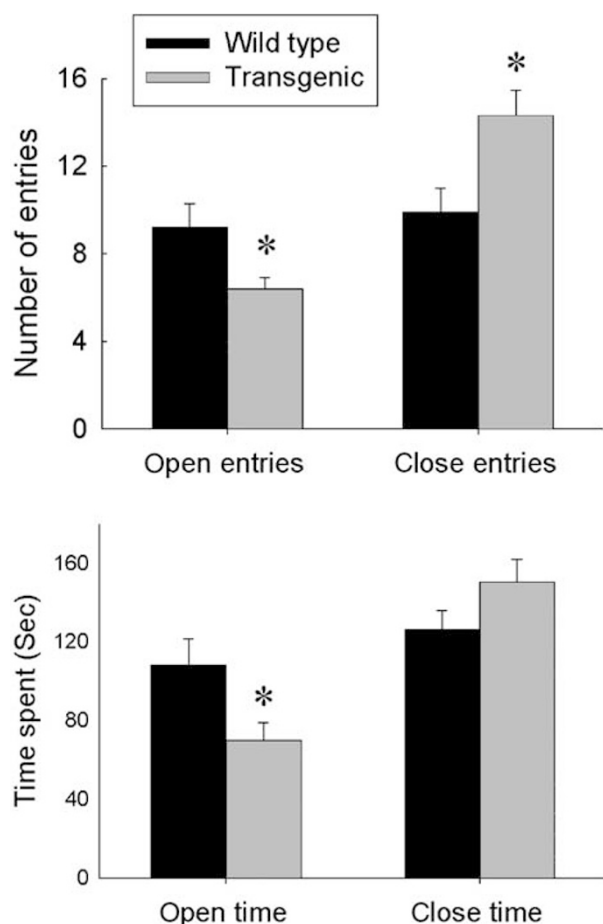 Wild type
Transgenic
Number of entries
16
12
8
4
0
*
*
Open entries
Close entries
Time spent (Sec)
160
120
80
40
0
*
Open time
Close time